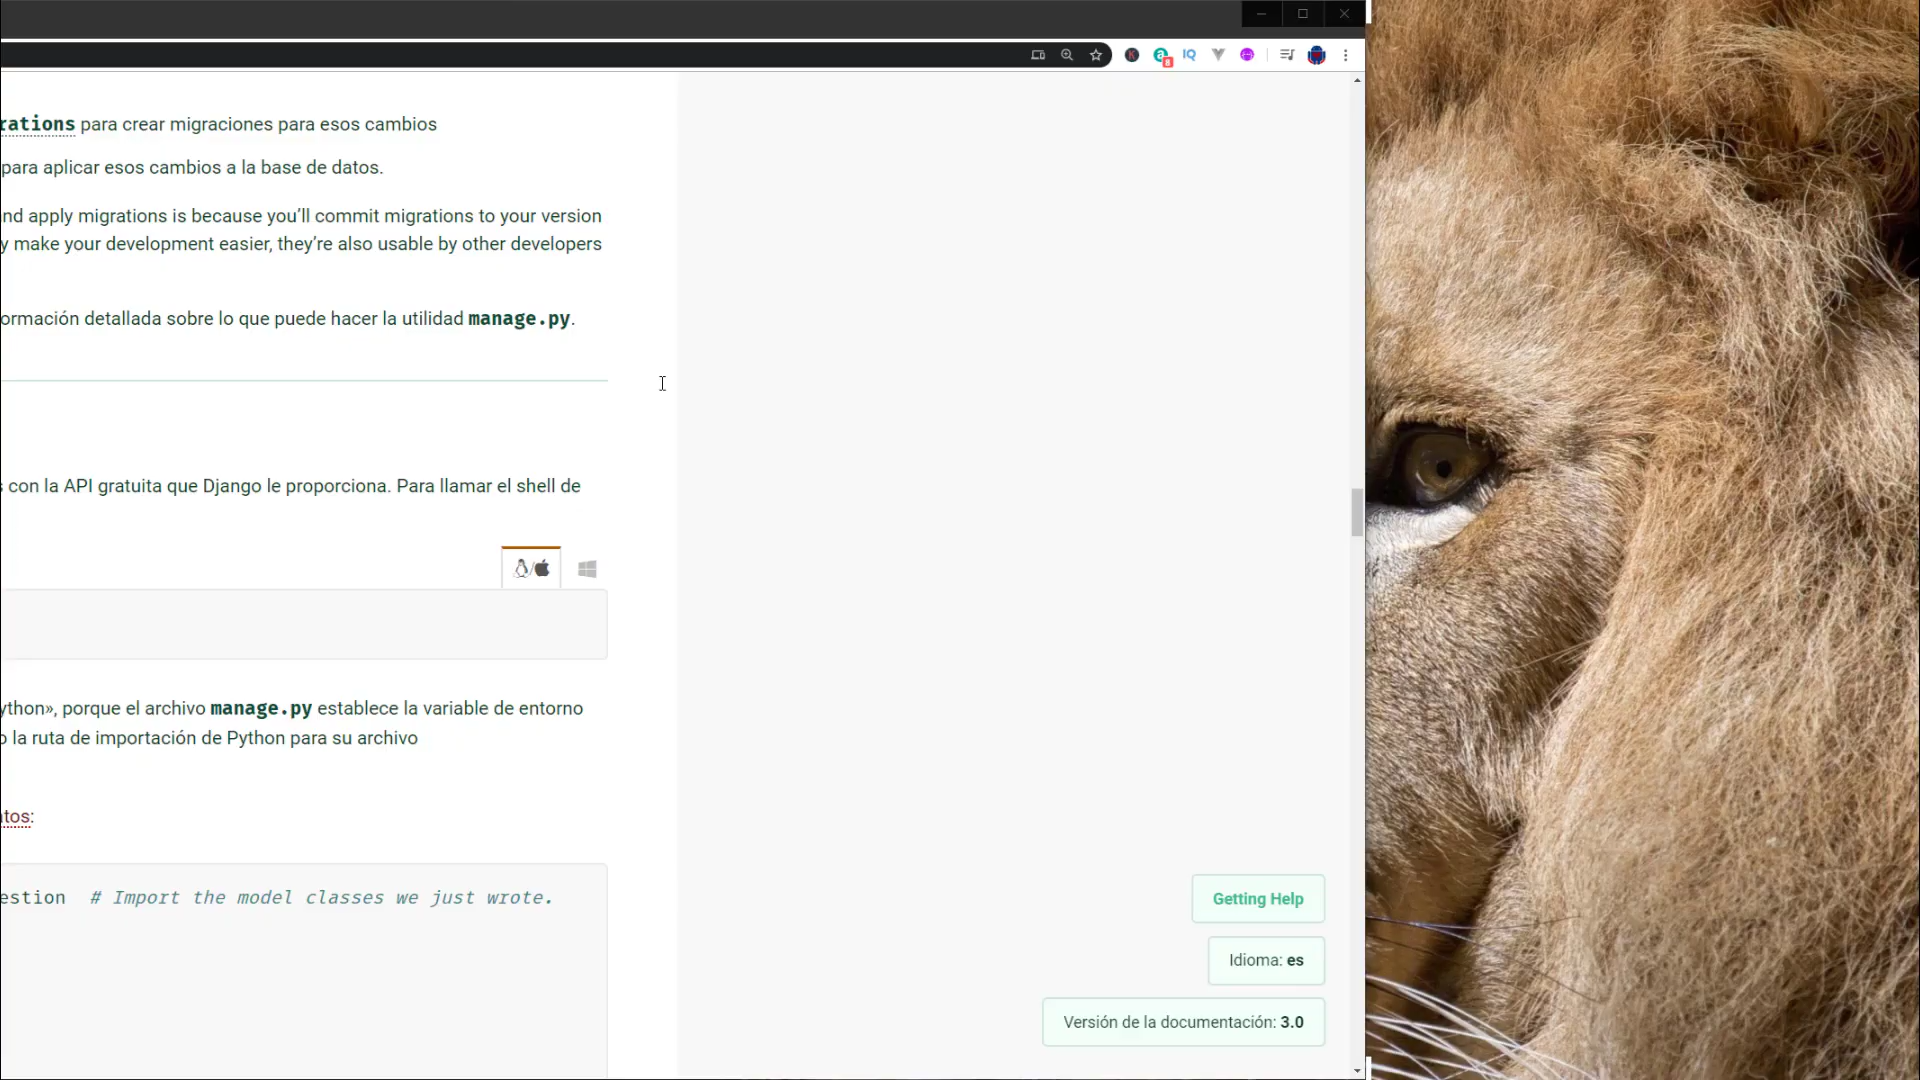 rations para crear migraciones para esos cambios
para aplicar esos cambios a la base de datos.
nd apply migrations is because you’ll commit migrations to your version
y make your development easier, they’re also usable by other developers
ormación detallada sobre lo que puede hacer la utilidad manage.py.
s con la API gratuita que Django le proporciona. Para llamar el shell de
ython», porque el archivo manage.py establece la variable de entorno
o la ruta de importación de Python para su archivo
atos:
estion # Import the model classes we just wrote.
Getting Help
Idioma: es
Versión de la documentación: 3.0
K
a
8
IQ